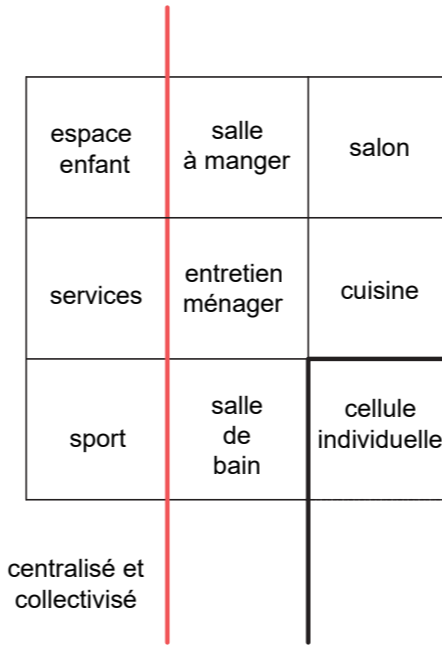 espace
enfant
salle
à manger
salon
services
entretien
ménager
cuisine
sport
salle
de
bain
cellule
individuelle
centralisé et
collectivisé